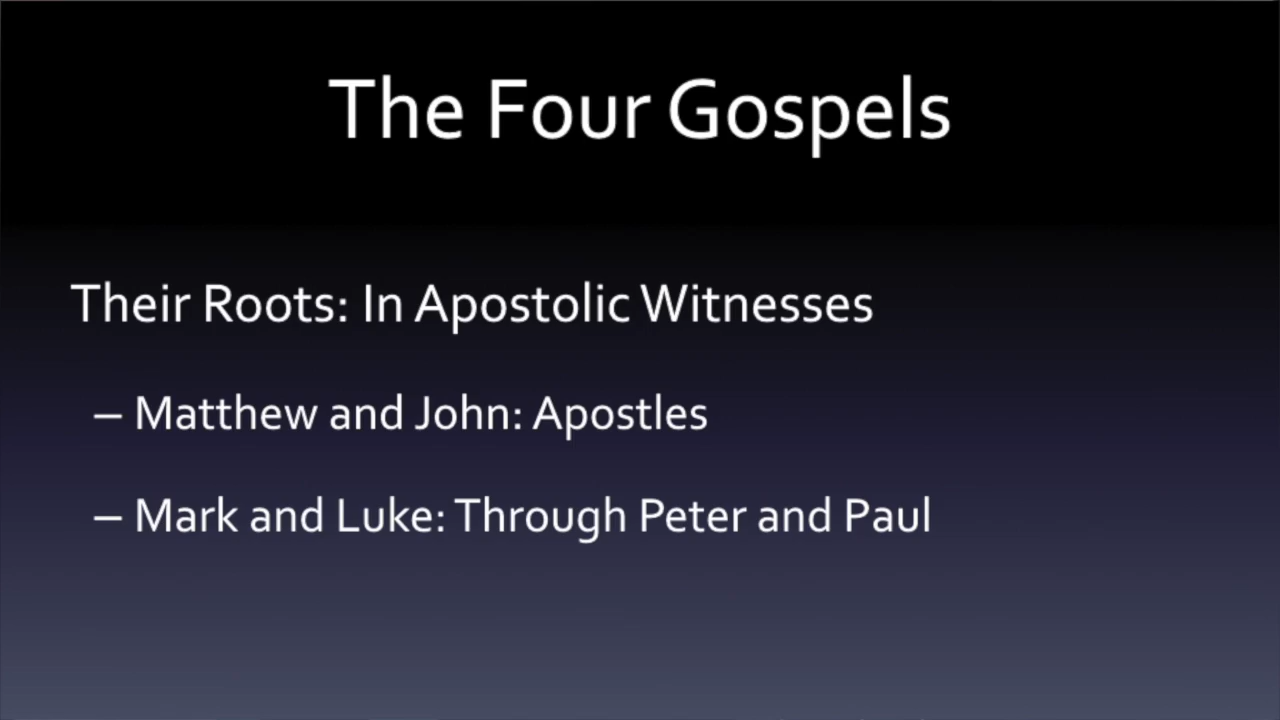 The Four Gospels
Their Roots: In Apostolic Witnesses
– Matthew and John: Apostles
– Mark and Luke: Through Peter and Paul